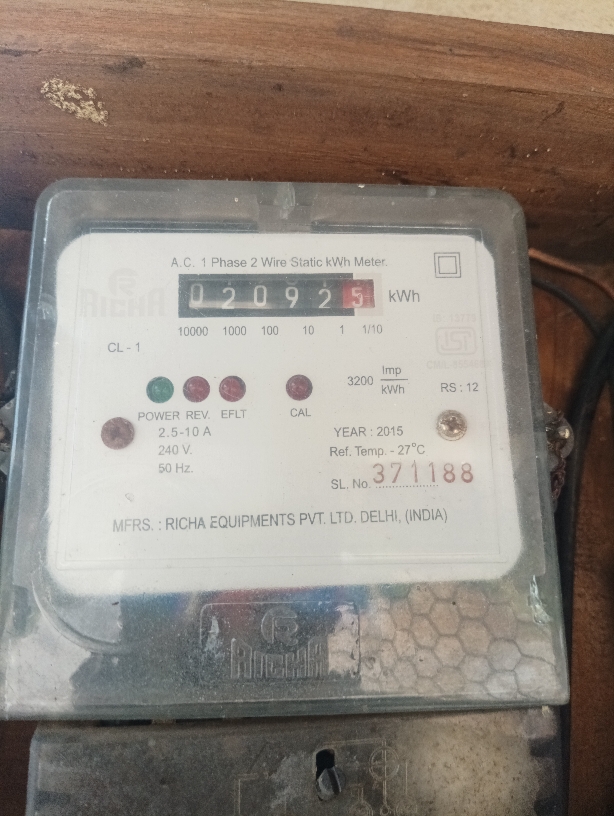 A.C. 1 Phase 2 Wire Static kWh Meter.
RICHA
0 2 0 9 2 5 kWh
10000 1000 100 10 1 1/10
CL - 1
3200 Imp/kWh
RS : 12
POWER REV. EFLT CAL
2.5-10 A
YEAR : 2015
240 V.
Ref. Temp. - 27°C
50 Hz.
SL. No. 371188
MFRS. : RICHA EQUIPMENTS PVT. LTD. DELHI, (INDIA)
RICHA